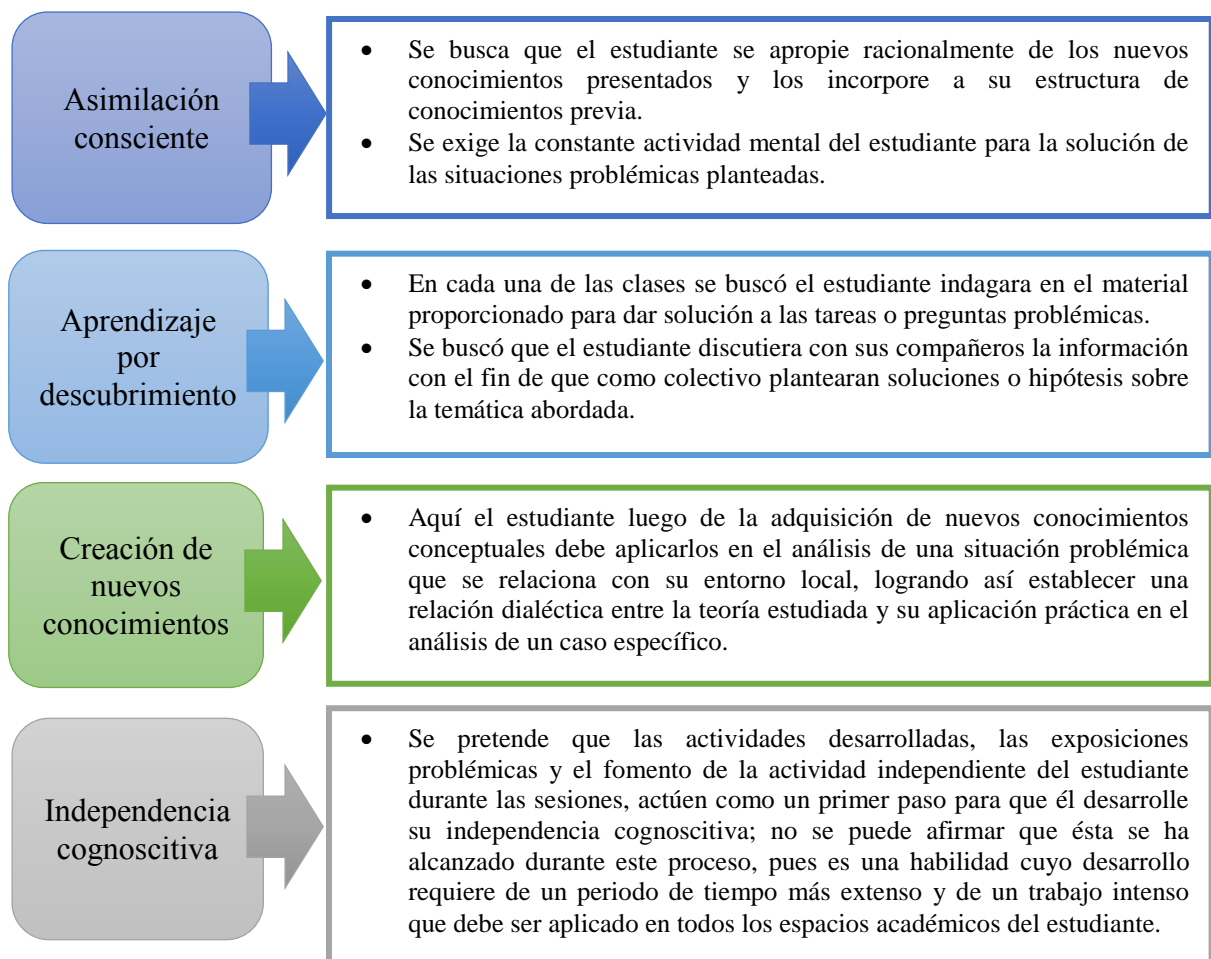 Asimilación
consciente
• Se busca que el estudiante se apropie racionalmente de los nuevos
conocimientos presentados y los incorpore a su estructura de
conocimientos previa.
• Se exige la constante actividad mental del estudiante para la solución de
las situaciones problémicas planteadas.
Aprendizaje
por
descubrimiento
• En cada una de las clases se buscó el estudiante indagara en el material
proporcionado para dar solución a las tareas o preguntas problémicas.
• Se buscó que el estudiante discutiera con sus compañeros la información
con el fin de que como colectivo plantearan soluciones o hipótesis sobre
la temática abordada.
Creación de
nuevos
conocimientos
• Aquí el estudiante luego de la adquisición de nuevos conocimientos
conceptuales debe aplicarlos en el análisis de una situación problémica
que se relaciona con su entorno local, logrando así establecer una
relación dialéctica entre la teoría estudiada y su aplicación práctica en el
análisis de un caso específico.
Independencia
cognoscitiva
• Se pretende que las actividades desarrolladas, las exposiciones
problémicas y el fomento de la actividad independiente del estudiante
durante las sesiones, actúen como un primer paso para que él desarrolle
su independencia cognoscitiva; no se puede afirmar que ésta se ha
alcanzado durante este proceso, pues es una habilidad cuyo desarrollo
requiere de un periodo de tiempo más extenso y de un trabajo intenso
que debe ser aplicado en todos los espacios académicos del estudiante.